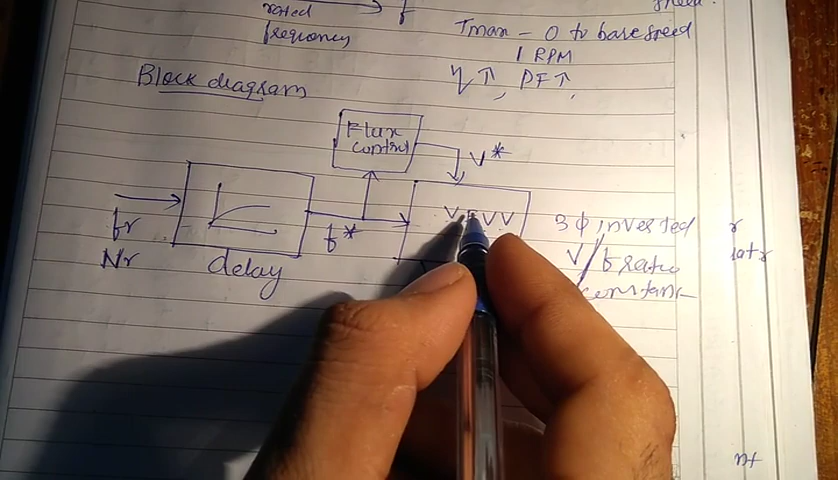 rated
f
frequency
Tmax - 0 to base speed
1 RPM
η↑, PF↑,
Block diagram
Flux
control
V*
VFVV
fr
Nr
delay
f*
3ϕ inverted
V/f ratio
constant